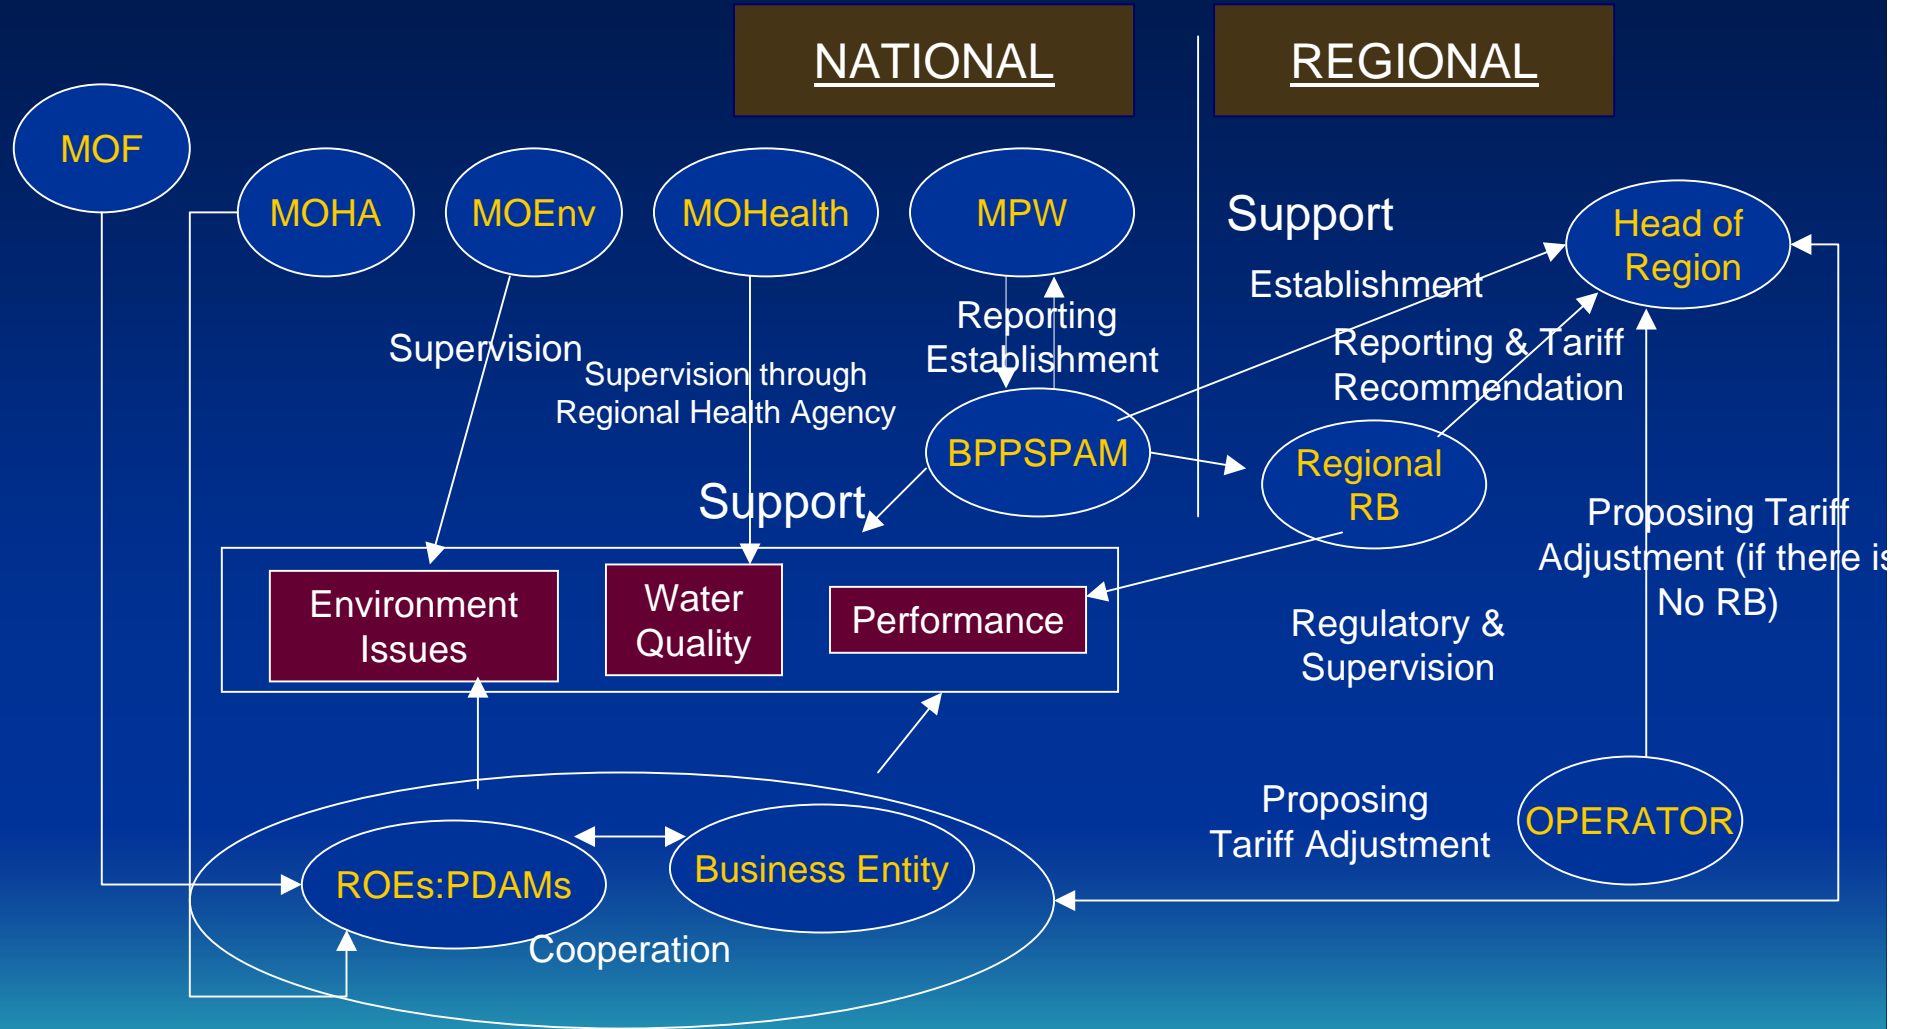 NATIONAL
REGIONAL
MOF
MOHA
MOEnv
MOHealth
MPW
Support
Head of
Region
Establishment
Reporting
Establishment
Supervision
Supervision through
Regional Health Agency
Reporting & Tariff
Recommendation
BPPSPAM
Regional
RB
Support
Proposing Tariff
Adjustment (if there is
No RB)
Environment
Issues
Water
Quality
Performance
Regulatory &
Supervision
Proposing
Tariff Adjustment
OPERATOR
ROEs:PDAMs
Business Entity
Cooperation